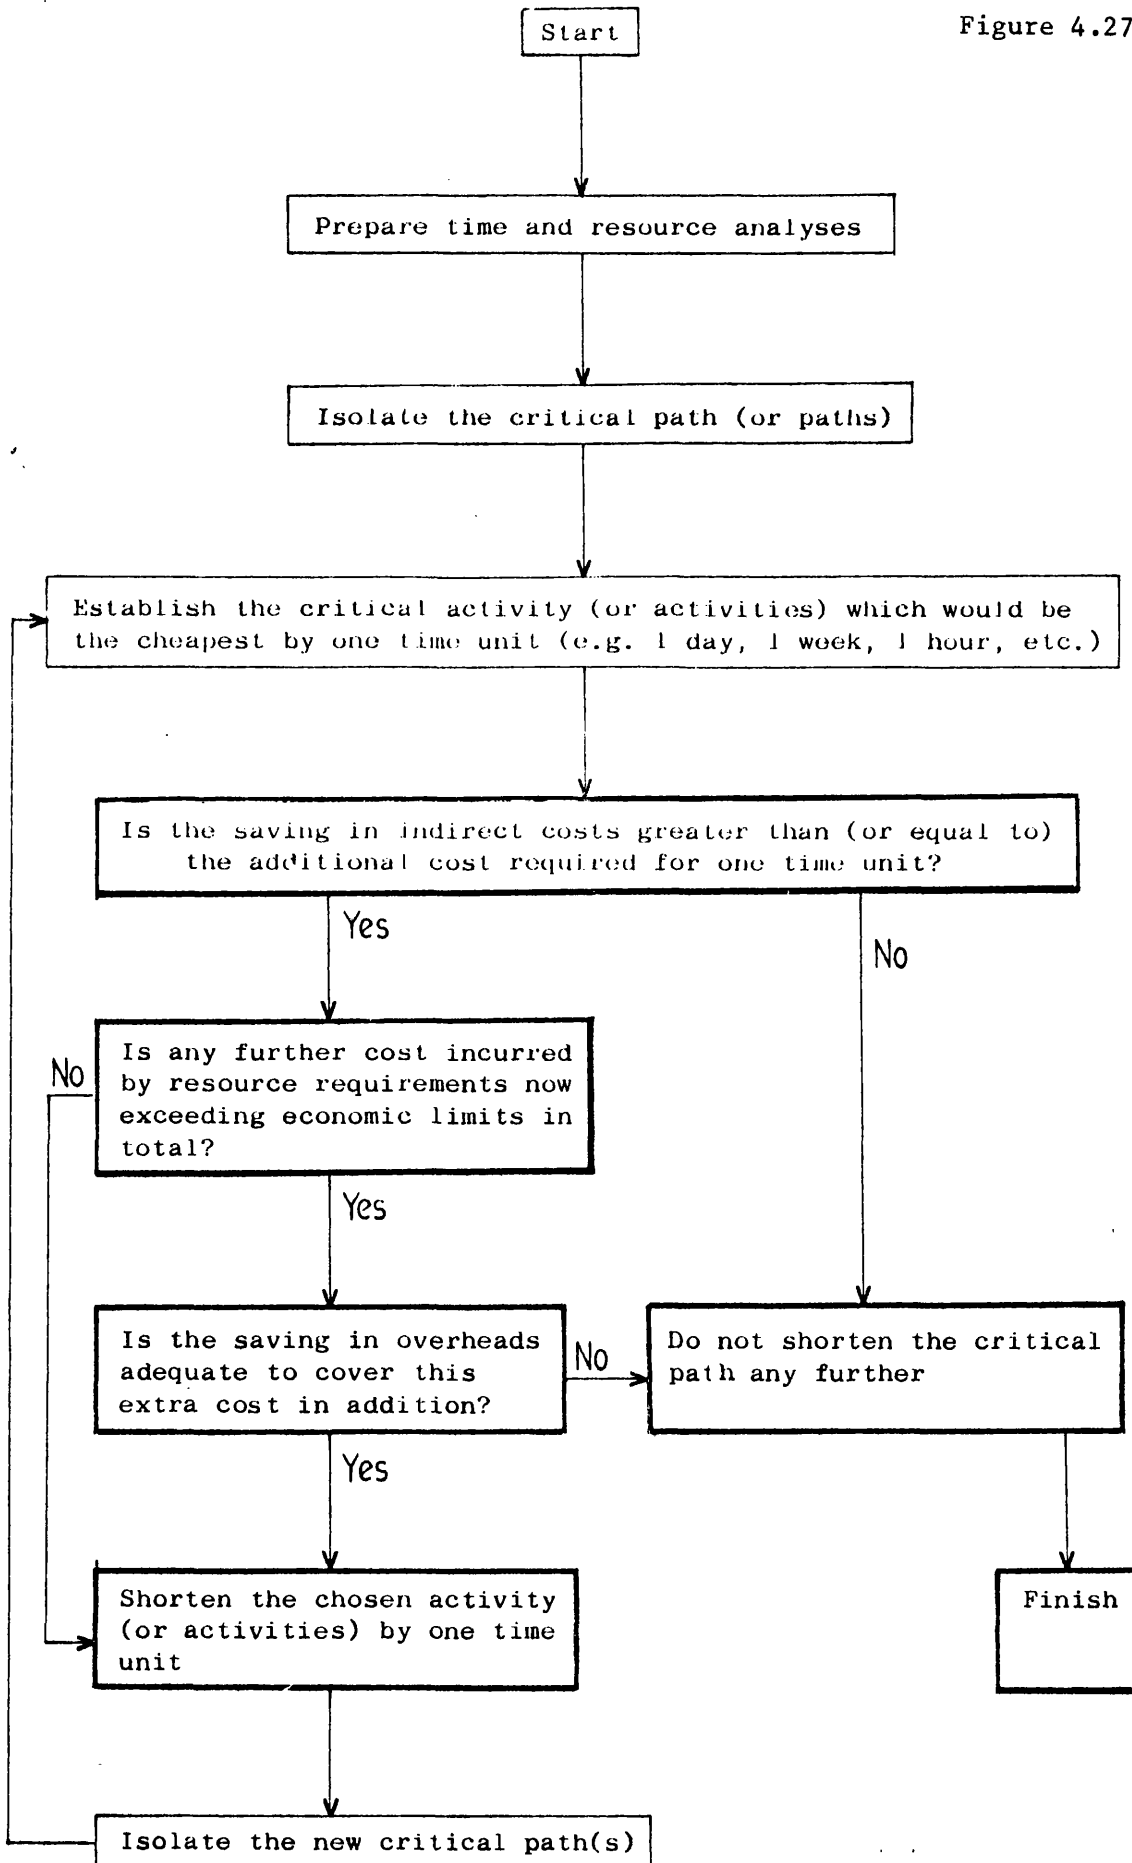 Figure 4.27
Start
Prepare time and resource analyses
Isolate the critical path (or paths)
Establish the critical activity (or activities) which would be
the cheapest by one time unit (e.g. 1 day, 1 week, 1 hour, etc.)
Is the saving in indirect costs greater than (or equal to)
the additional cost required for one time unit?
Yes
No
Is any further cost incurred
by resource requirements now
exceeding economic limits in
total?
No
Yes
Is the saving in overheads
adequate to cover this
extra cost in addition?
No
Do not shorten the critical
path any further
Yes
Shorten the chosen activity
(or activities) by one time
unit
Finish
Isolate the new critical path(s)